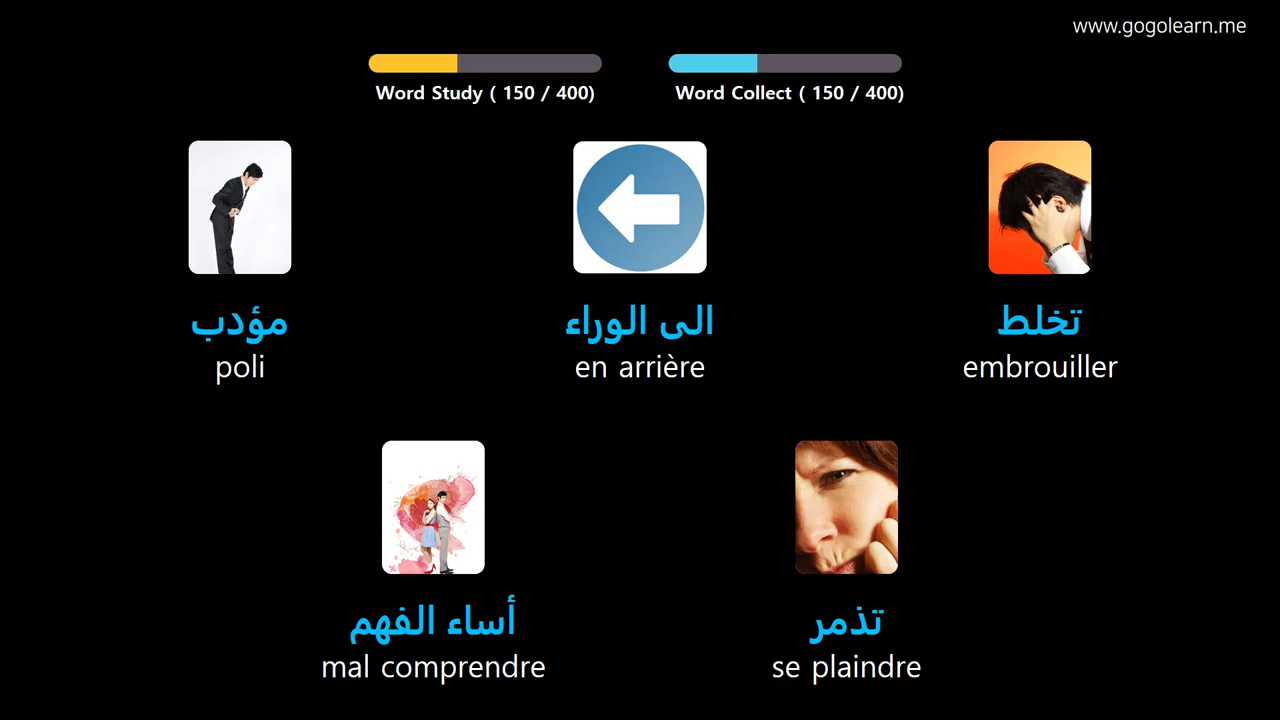 www.gogolearn.me
Word Study ( 150 / 400)
Word Collect ( 150 / 400)
مؤدب
poli
الى الوراء
en arrière
تخلط
embrouiller
أساء الفهم
mal comprendre
تذمر
se plaindre